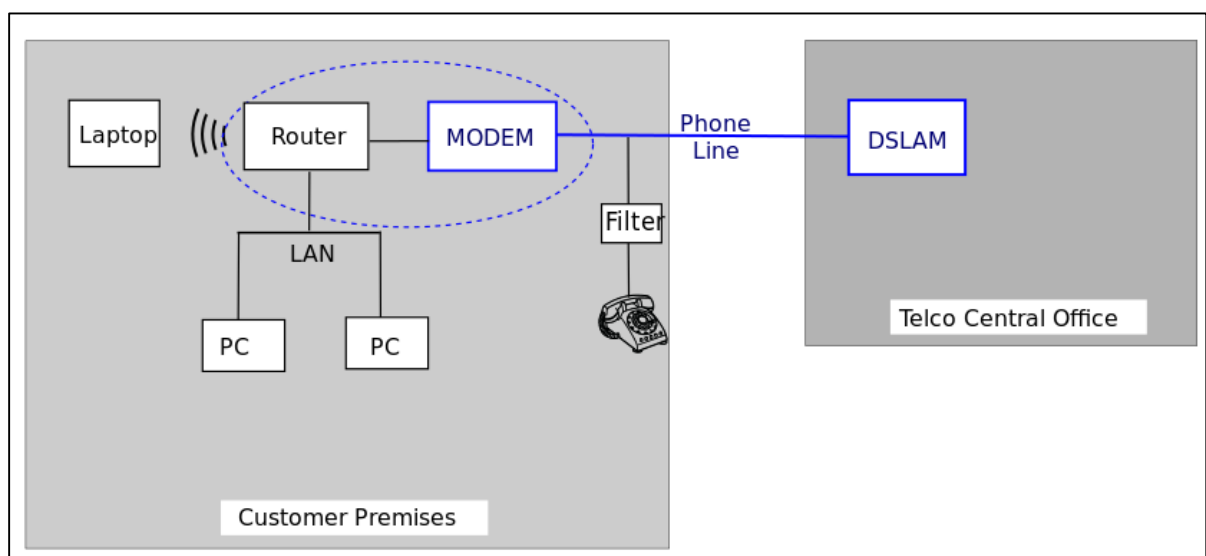 Laptop
Router
MODEM
Phone
Line
DSLAM
Filter
LAN
PC
PC
Telco Central Office
Customer Premises